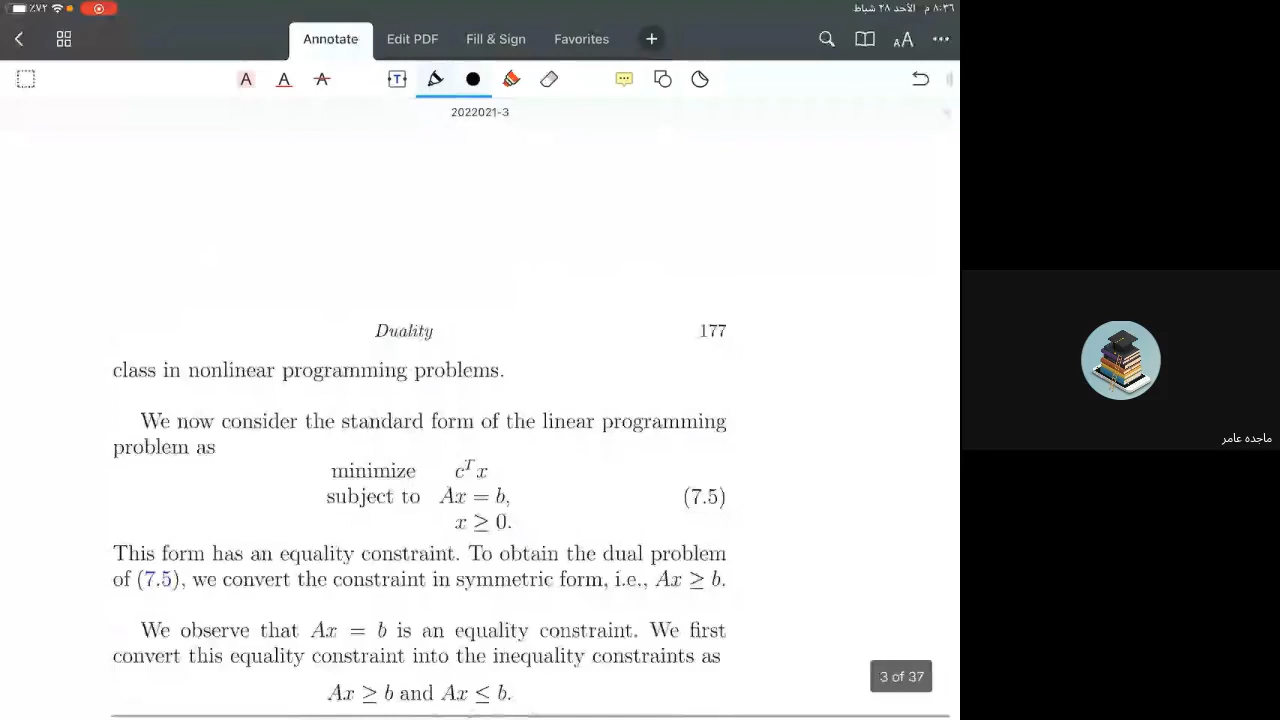 ٪٧٢
٨:٣٦ م الأحد ٢٨ شباط
Annotate Edit PDF Fill & Sign Favorites
2022021-3
Duality 177
class in nonlinear programming problems.
We now consider the standard form of the linear programming
problem as
minimize cᵀx
subject to Ax = b, (7.5)
x ≥ 0.
This form has an equality constraint. To obtain the dual problem
of (7.5), we convert the constraint in symmetric form, i.e., Ax ≥ b.
We observe that Ax = b is an equality constraint. We first
convert this equality constraint into the inequality constraints as
Ax ≥ b and Ax ≤ b.
3 of 37
ماجده عامر